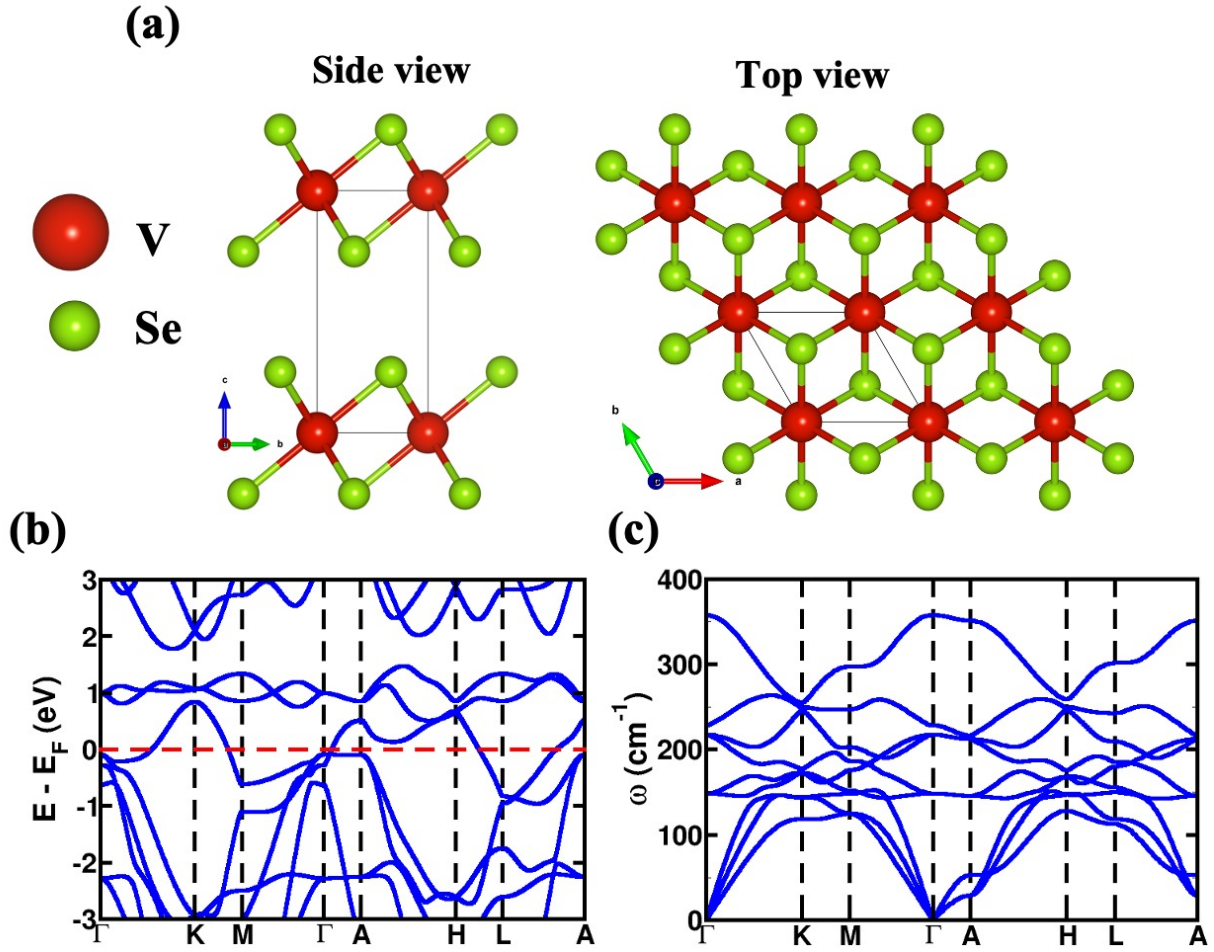 (a)
Side view
Top view
V
Se
c
b
b
a
(b)
(c)
3
2
1
0
-1
-2
-3
E - E_F (eV)
Γ K M Γ A H L A
400
300
200
100
0
ω (cm⁻¹)
Γ K M Γ A H L A